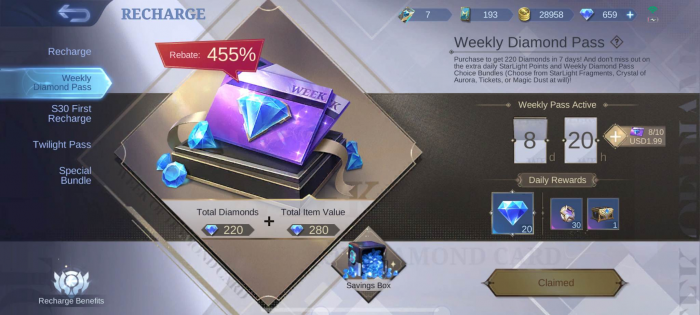 RECHARGE
7
193
28958
659
Recharge
Weekly
Diamond Pass
S30 First
Recharge
Twilight Pass
Special
Bundle
Recharge Benefits
Rebate: 455%
WEEK
Total Diamonds
220
+
Total Item Value
280
Savings Box
Weekly Diamond Pass
Purchase to get 220 Diamonds in 7 days! And don't miss out on
the extra daily StarLight Points and Weekly Diamond Pass
Choice Bundles (Choose from StarLight Fragments, Crystal of
Aurora, Tickets, or Magic Dust at will)!
Weekly Pass Active
8 d 20 h
8/10
USD1.99
Daily Rewards
20
30
1
DIAMOND CARD
Claimed